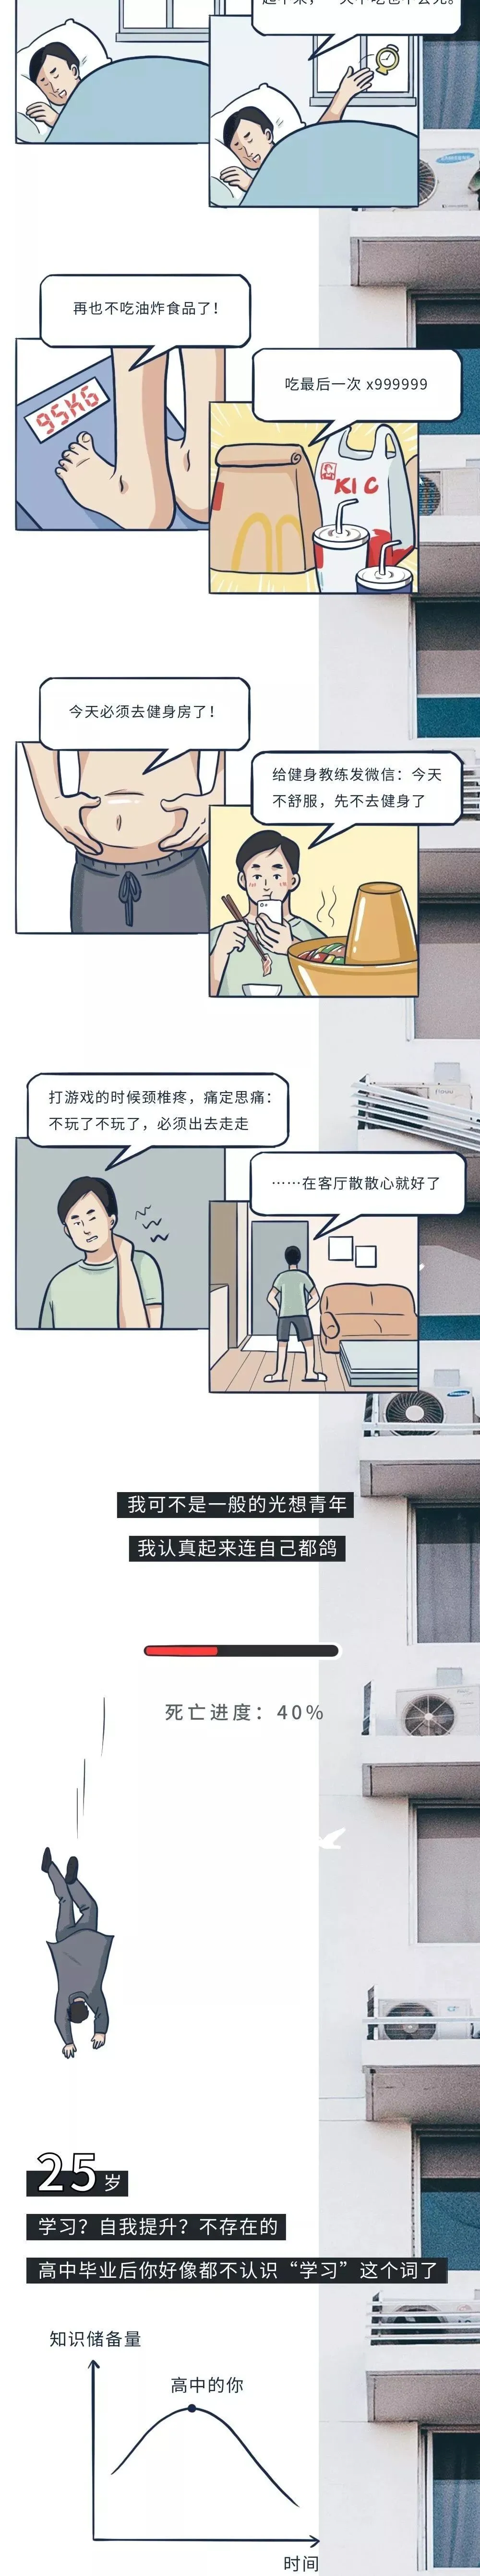 再也不吃油炸食品了！
95KG
吃最后一次 x999999
KI C
今天必须去健身房了！
给健身教练发微信：今天
不舒服，先不去健身了
打游戏的时候颈椎疼，痛定思痛：
不玩了不玩了，必须出去走走
……在客厅散散心就好了
SAMSUNG
我可不是一般的光想青年
我认真起来连自己都鸽
死亡进度：40%
25岁
学习？自我提升？不存在的
高中毕业后你好像都不认识“学习”这个词了
知识储备量
高中的你
时间